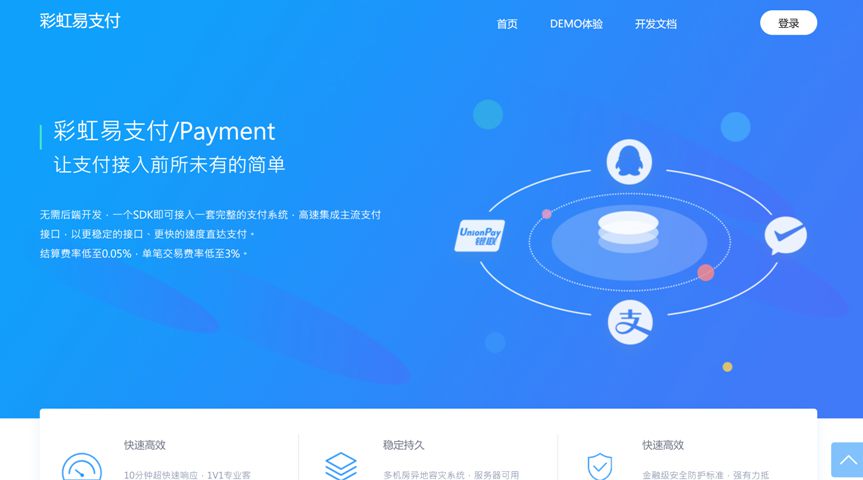 彩虹易支付
首页
DEMO体验
开发文档
登录
彩虹易支付/Payment
让支付接入前所未有的简单
无需后端开发，一个SDK即可接入一套完整的支付系统，高速集成主流支付
接口，以更稳定的接口、更快的速度直达支付。
结算费率低至0.05%，单笔交易费率低至3%。
UnionPay
银联
支
快速高效
10分钟超快速响应，1V1专业客
稳定持久
多机房异地容灾系统，服务器可用
快速高效
金融级安全防护标准，强有力抵